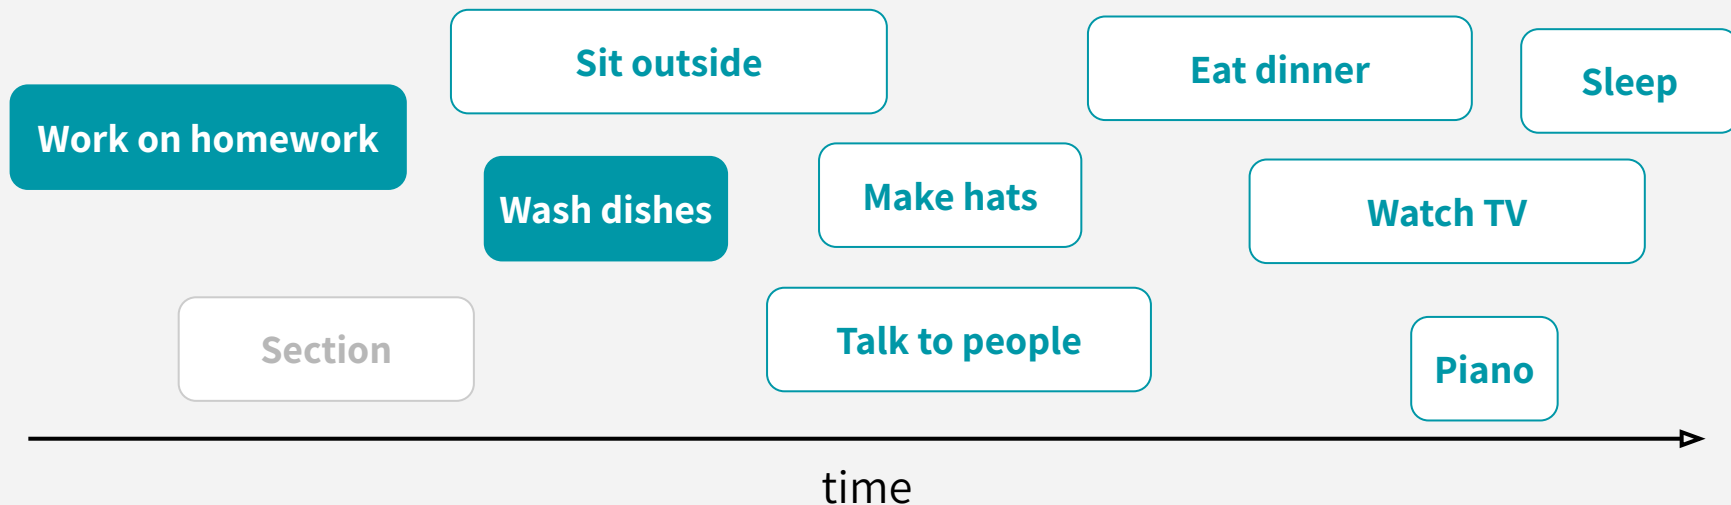 Sit outside
Eat dinner
Sleep
Work on homework
Wash dishes
Make hats
Watch TV
Section
Talk to people
Piano
time